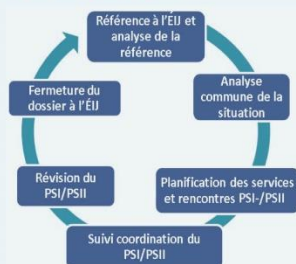 Référence à l'ÉIJ et
analyse de la
référence
Analyse
commune de la
situation
Planification des services
et rencontres PSI-/PSII
Suivi coordination du
PSI/PSII
Révision du
PSI/PSII
Fermeture du
dossier à l'ÉIJ